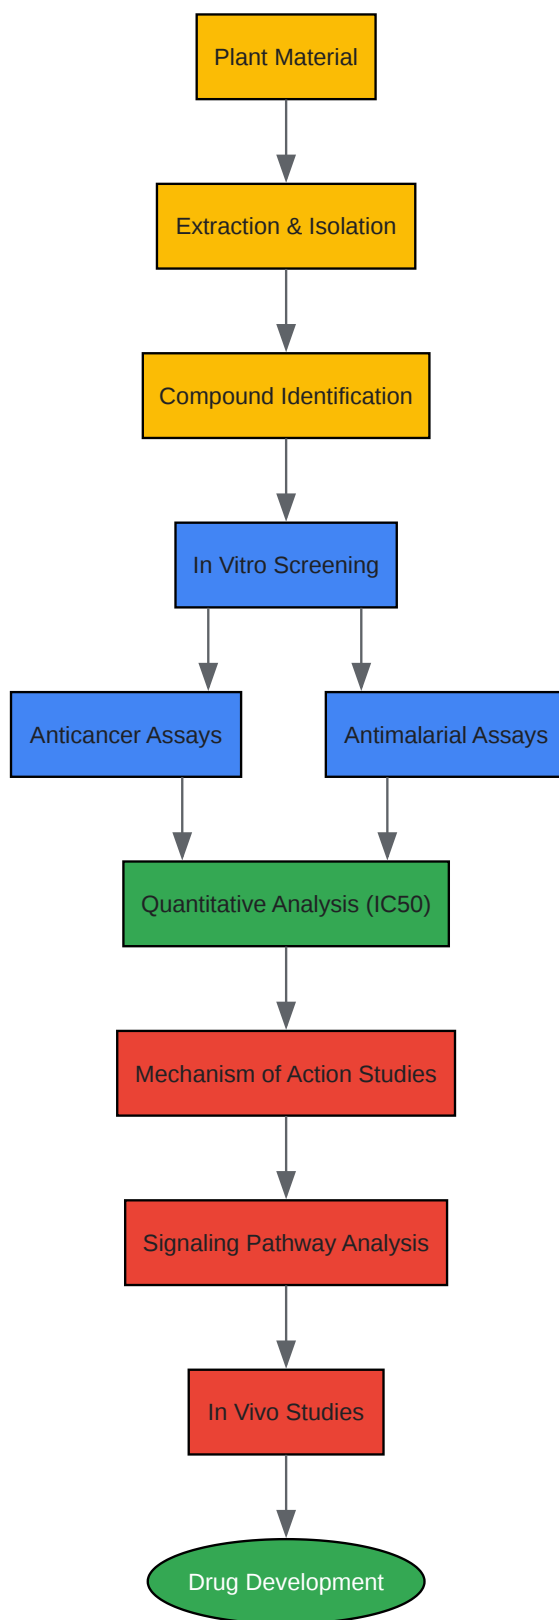 Plant Material
Extraction & Isolation
Compound Identification
In Vitro Screening
Anticancer Assays
Antimalarial Assays
Quantitative Analysis (IC50)
Mechanism of Action Studies
Signaling Pathway Analysis
In Vivo Studies
Drug Development